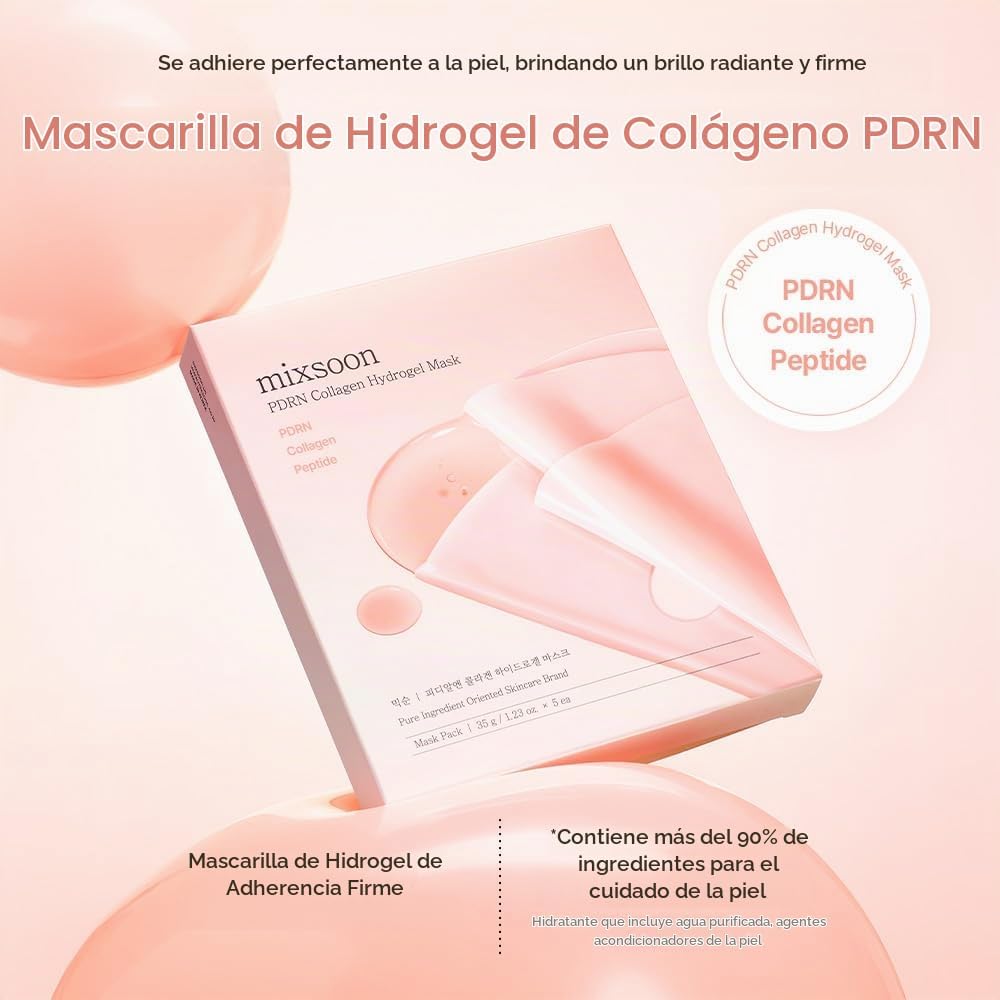 Se adhiere perfectamente a la piel, brindando un brillo radiante y firme
Mascarilla de Hidrogel de Colágeno PDRN
PDRN Collagen Hydrogel Mask
PDRN
Collagen
Peptide
mixsoon
PDRN Collagen Hydrogel Mask
PDRN
Collagen
Peptide
믹순 | 피디알엔 콜라겐 하이드로겔 마스크
Pure Ingredient Oriented Skincare Brand
Mask Pack | 35 g / 1.23 oz. × 5 ea
Mascarilla de Hidrogel de
Adherencia Firme
*Contiene más del 90% de
ingredientes para el
cuidado de la piel
Hidratante que incluye agua purificada, agentes
acondicionadores de la piel